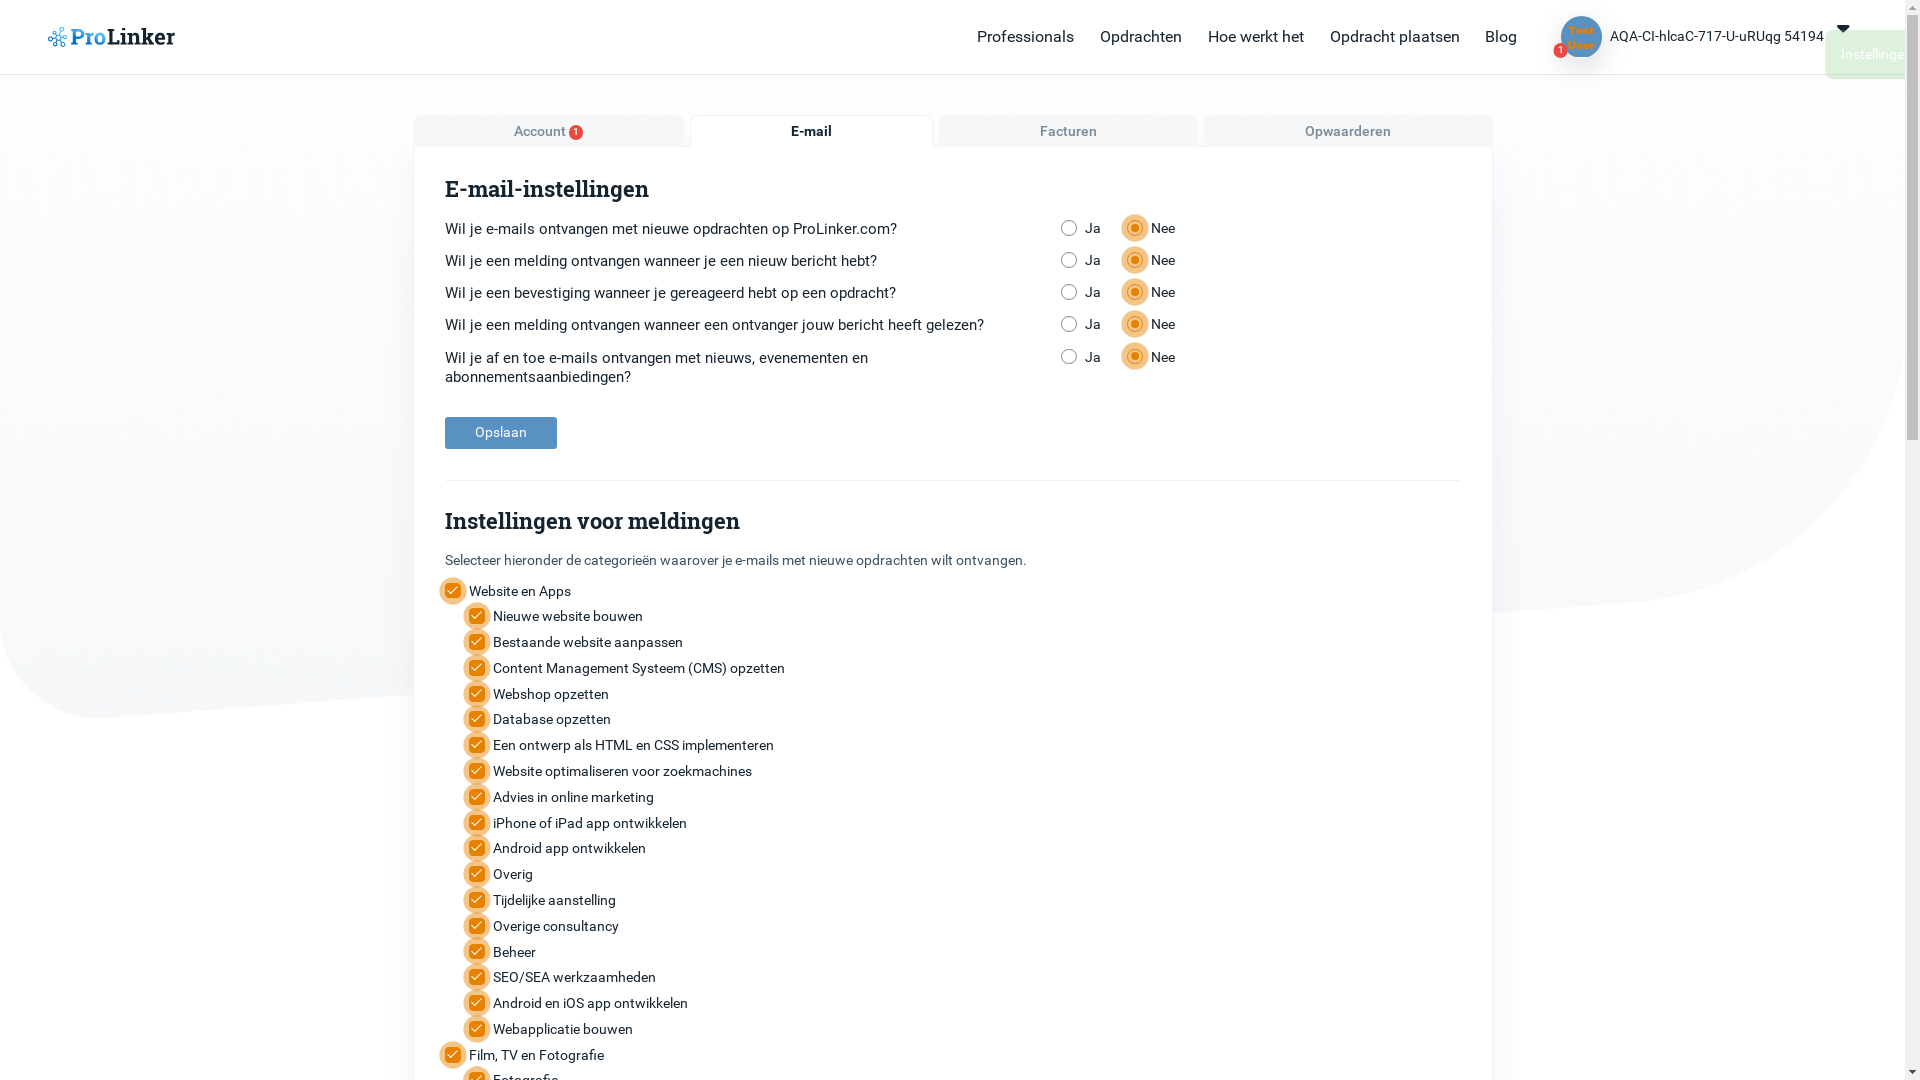 ProLinker
Professionals
Opdrachten
Hoe werkt het
Opdracht plaatsen
Blog
Test User
1
AQA-CI-hlcaC-717-U-uRUqg 54194
Account 1
E-mail
Facturen
Opwaarderen
E-mail-instellingen
Wil je e-mails ontvangen met nieuwe opdrachten op ProLinker.com? Ja Nee
Wil je een melding ontvangen wanneer je een nieuw bericht hebt? Ja Nee
Wil je een bevestiging wanneer je gereageerd hebt op een opdracht? Ja Nee
Wil je een melding ontvangen wanneer een ontvanger jouw bericht heeft gelezen? Ja Nee
Wil je af en toe e-mails ontvangen met nieuws, evenementen en Ja Nee
abonnementsaanbiedingen?
Opslaan
Instellingen voor meldingen
Selecteer hieronder de categorieën waarover je e-mails met nieuwe opdrachten wilt ontvangen.
Website en Apps
Nieuwe website bouwen
Bestaande website aanpassen
Content Management Systeem (CMS) opzetten
Webshop opzetten
Database opzetten
Een ontwerp als HTML en CSS implementeren
Website optimaliseren voor zoekmachines
Advies in online marketing
iPhone of iPad app ontwikkelen
Android app ontwikkelen
Overig
Tijdelijke aanstelling
Overige consultancy
Beheer
SEO/SEA werkzaamheden
Android en iOS app ontwikkelen
Webapplicatie bouwen
Film, TV en Fotografie
Fotografie